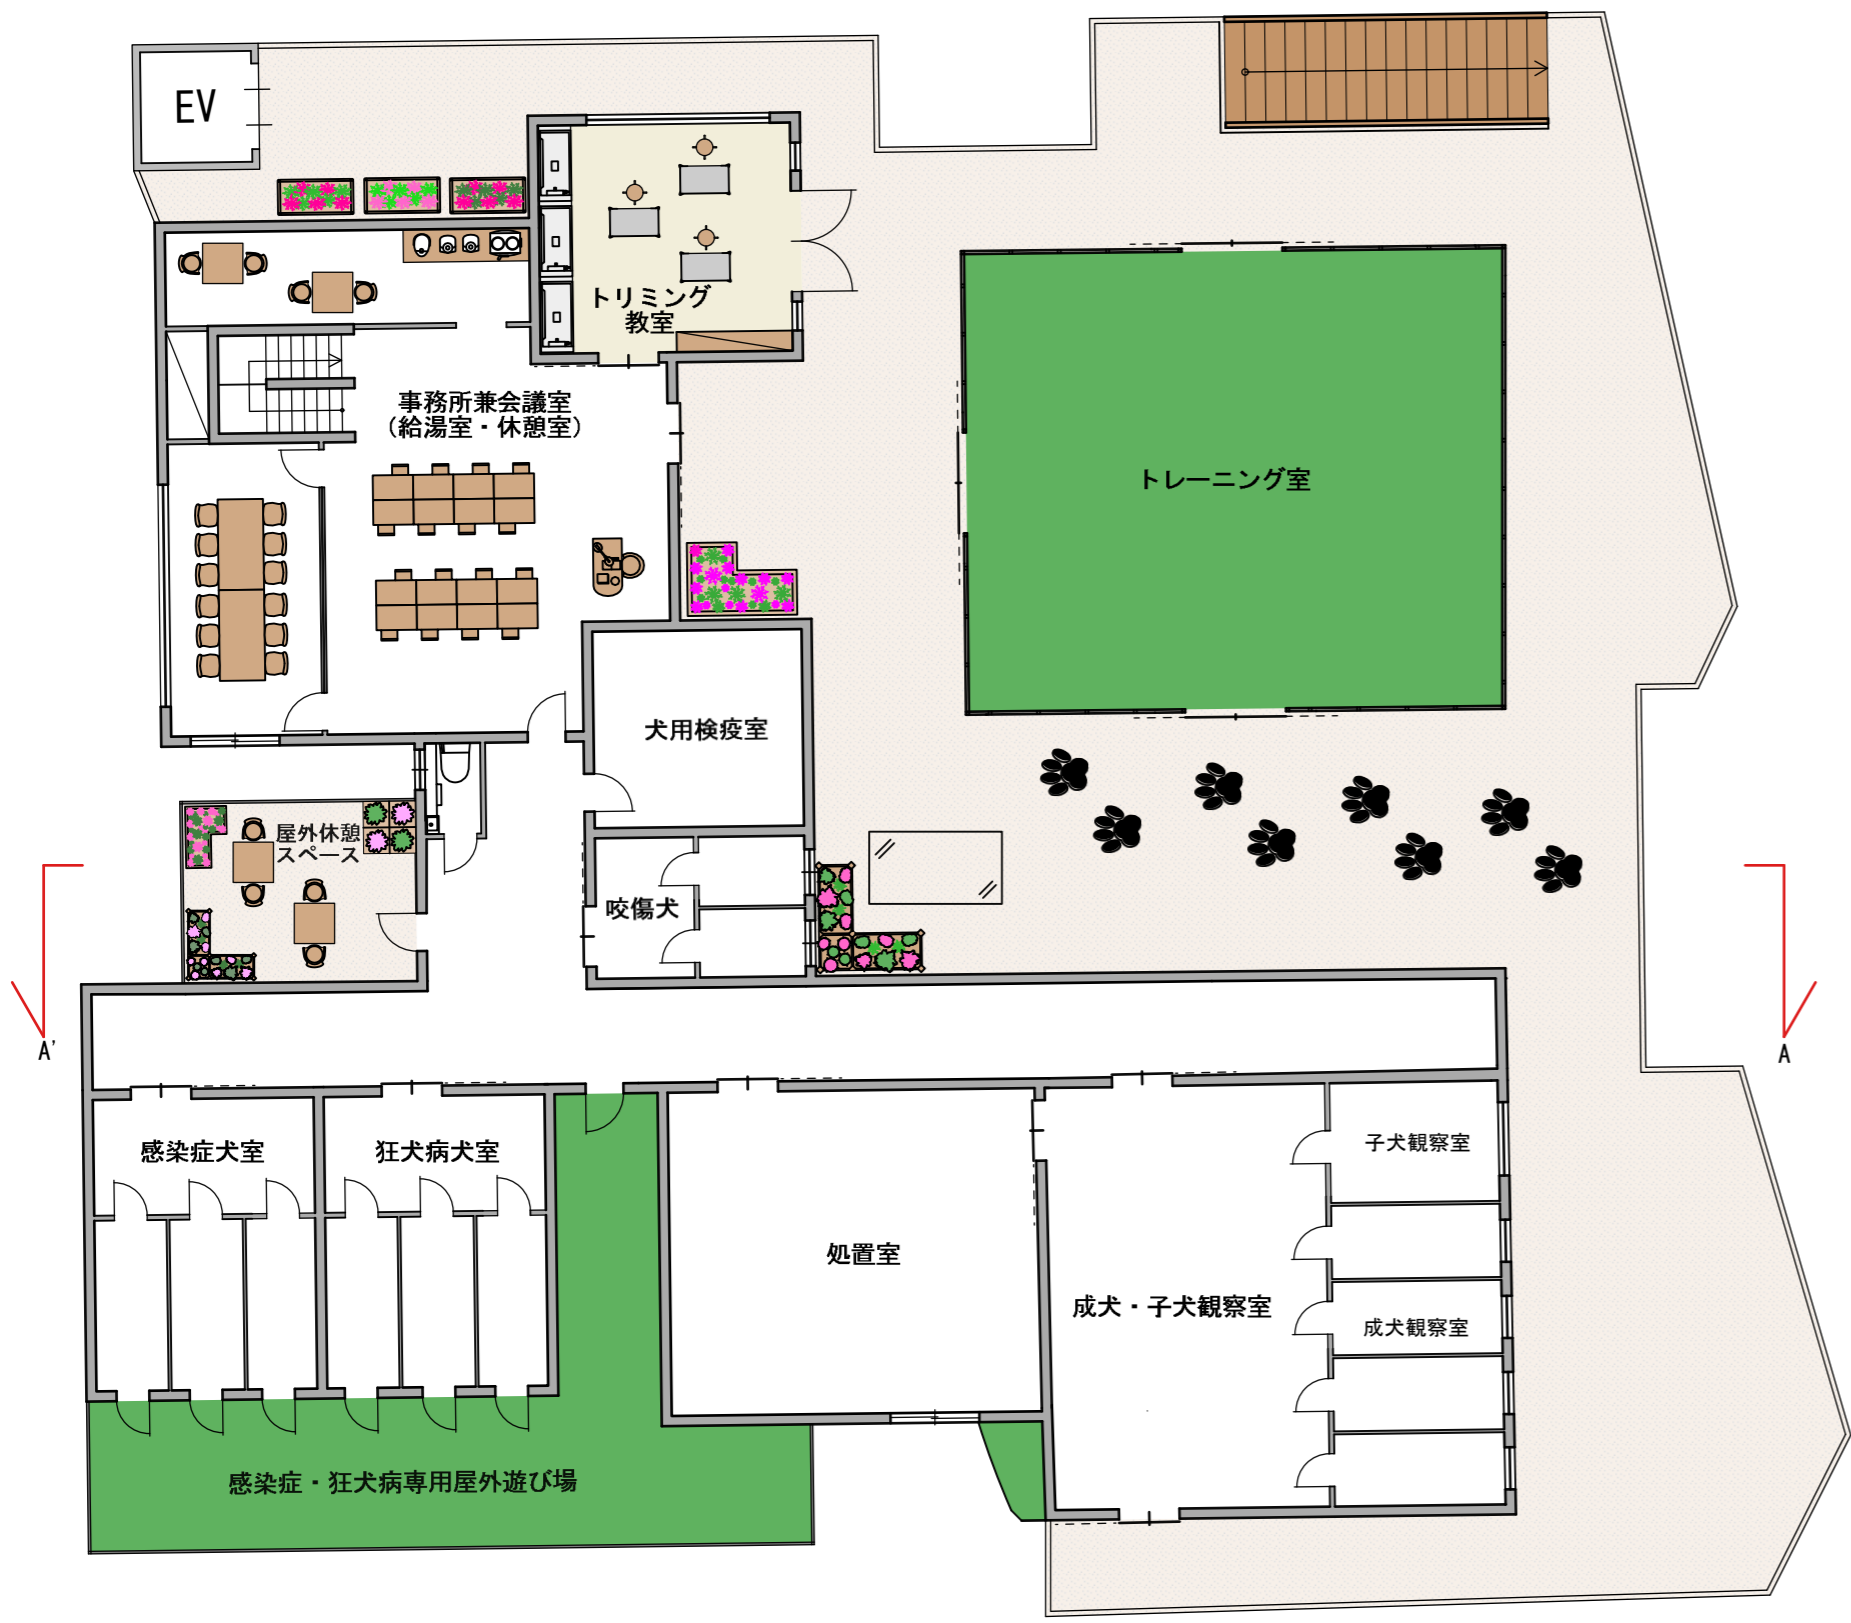 EV
トリミング
教室
事務所兼会議室
(給湯室・休憩室)
トレーニング室
犬用検疫室
屋外休憩
スペース
咬傷犬
A'
A
感染症犬室
狂犬病犬室
子犬観察室
処置室
成犬・子犬観察室
成犬観察室
感染症・狂犬病専用屋外遊び場